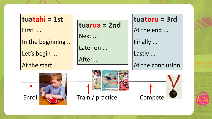 tuatahi = 1st
First ...
In the beginning ..
Let's begin ...
At the start ...
tuarua = 2nd
Next ...
Later on ...
After ...
tuatoru = 3rd
At the end ...
Finally ...
Lastly ...
At the conclusion
Enrol
Train / practice
Compete